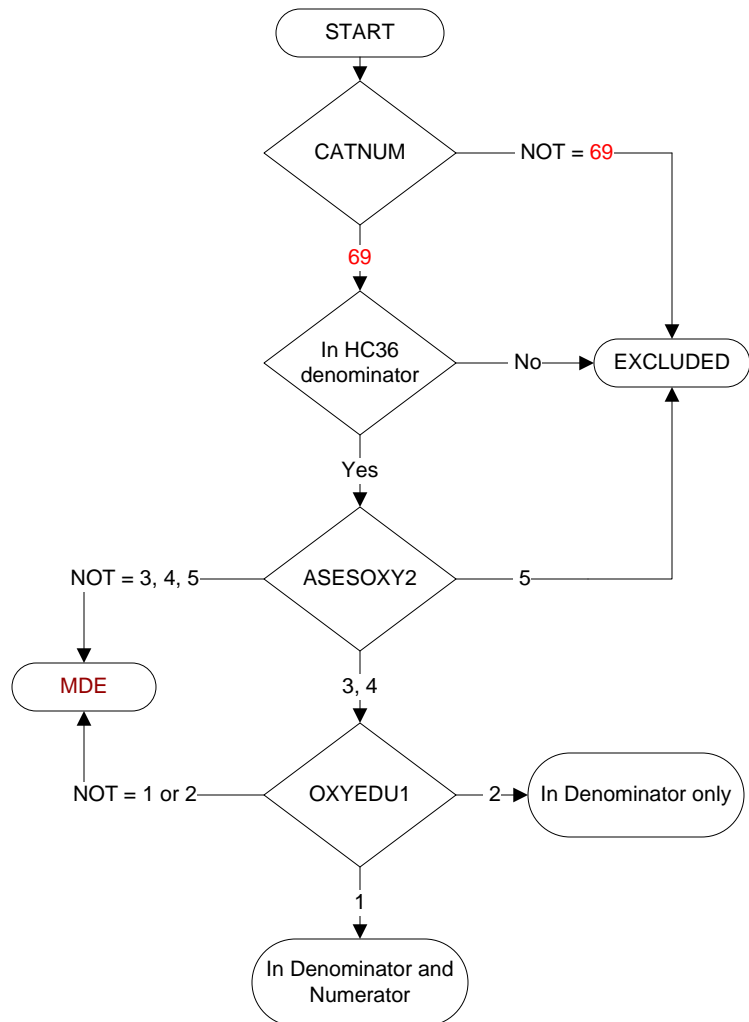 START
CATNUM
NOT = 69
69
In HC36
denominator
No
EXCLUDED
Yes
ASESOXY2
NOT = 3, 4, 5
5
MDE
3, 4
OXYEDU1
NOT = 1 or 2
2
In Denominator only
1
In Denominator and
Numerator